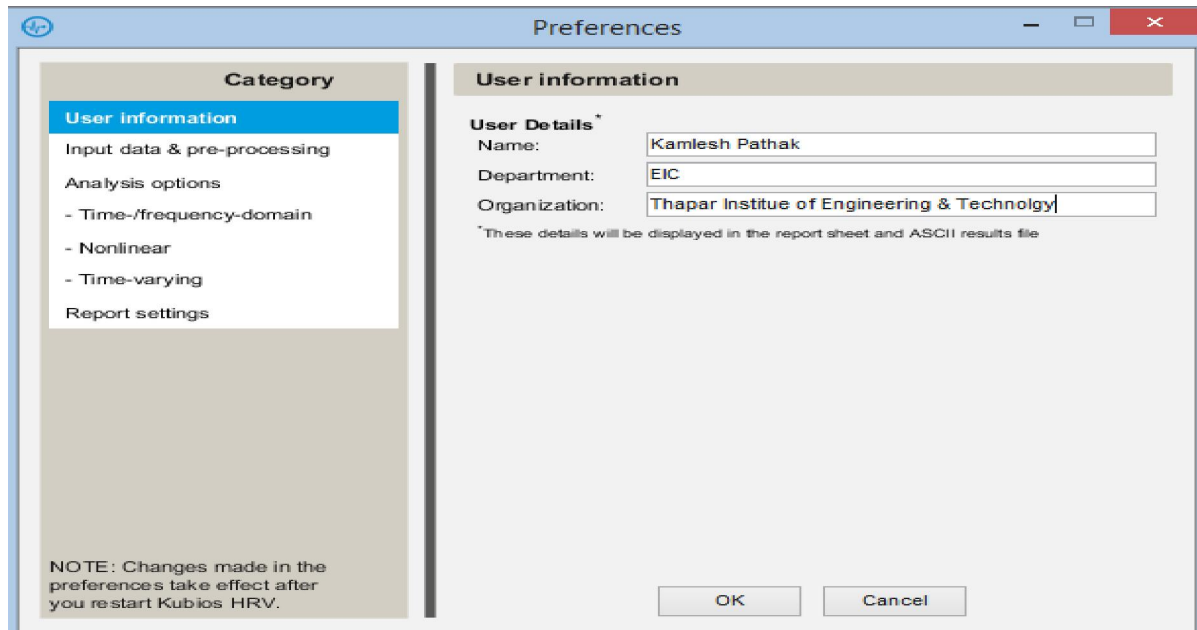 Preferences
Category
User information
Input data & pre-processing
Analysis options
- Time-/frequency-domain
- Nonlinear
- Time-varying
Report settings
NOTE: Changes made in the
preferences take effect after
you restart Kubios HRV.
User information
User Details*
Name: Kamlesh Pathak
Department: EIC
Organization: Thapar Institue of Engineering & Technolgy
*These details will be displayed in the report sheet and ASCII results file
OK Cancel